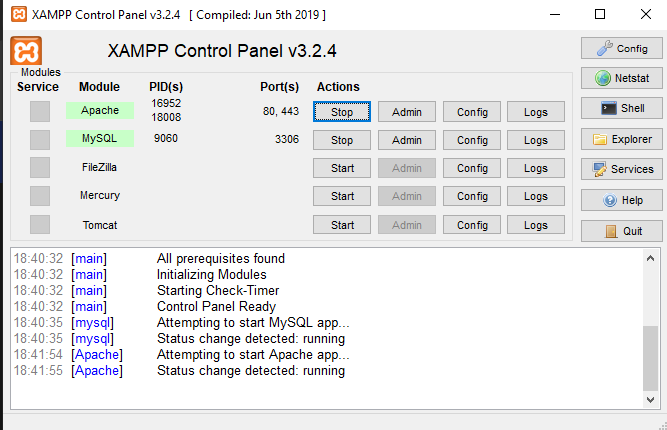 XAMPP Control Panel v3.2.4 [ Compiled: Jun 5th 2019 ]
XAMPP Control Panel v3.2.4
Config
Modules
Service Module PID(s) Port(s) Actions
Netstat
Apache 16952 18008 80, 443 Stop Admin Config Logs
Shell
MySQL 9060 3306 Stop Admin Config Logs
Explorer
FileZilla Start Admin Config Logs
Services
Mercury Start Admin Config Logs
Help
Tomcat Start Admin Config Logs
Quit
18:40:32 [main] All prerequisites found
18:40:32 [main] Initializing Modules
18:40:32 [main] Starting Check-Timer
18:40:32 [main] Control Panel Ready
18:40:35 [mysql] Attempting to start MySQL app...
18:40:35 [mysql] Status change detected: running
18:41:54 [Apache] Attempting to start Apache app...
18:41:55 [Apache] Status change detected: running